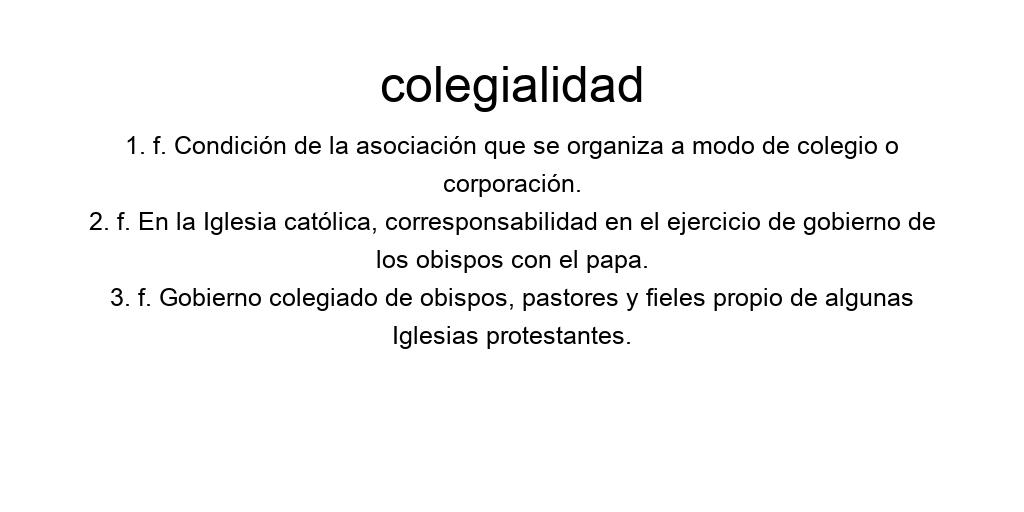 colegialidad
1. f. Condición de la asociación que se organiza a modo de colegio o
corporación.
2. f. En la Iglesia católica, corresponsabilidad en el ejercicio de gobierno de
los obispos con el papa.
3. f. Gobierno colegiado de obispos, pastores y fieles propio de algunas
Iglesias protestantes.